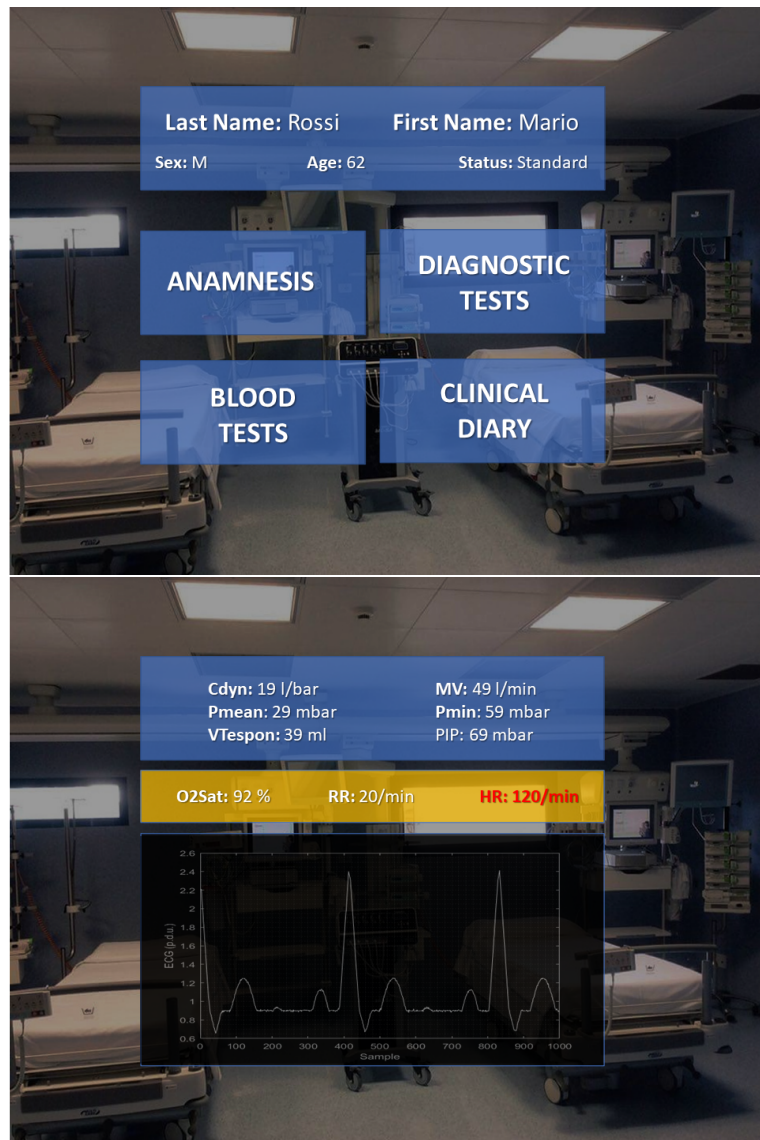 Last Name: Rossi First Name: Mario
Sex: M Age: 62 Status: Standard
ANAMNESIS
DIAGNOSTIC
TESTS
BLOOD
TESTS
CLINICAL
DIARY
Cdyn: 19 l/bar MV: 49 l/min
Pmean: 29 mbar Pmin: 59 mbar
VTespon: 39 ml PIP: 69 mbar
O2Sat: 92 % RR: 20/min HR: 120/min
2.6
2.4
2.2
2
1.8
1.6
1.4
1.2
1
0.8
0.6
ECG (p.d.u.)
0 100 200 300 400 500 600 700 800 900 1000
Sample